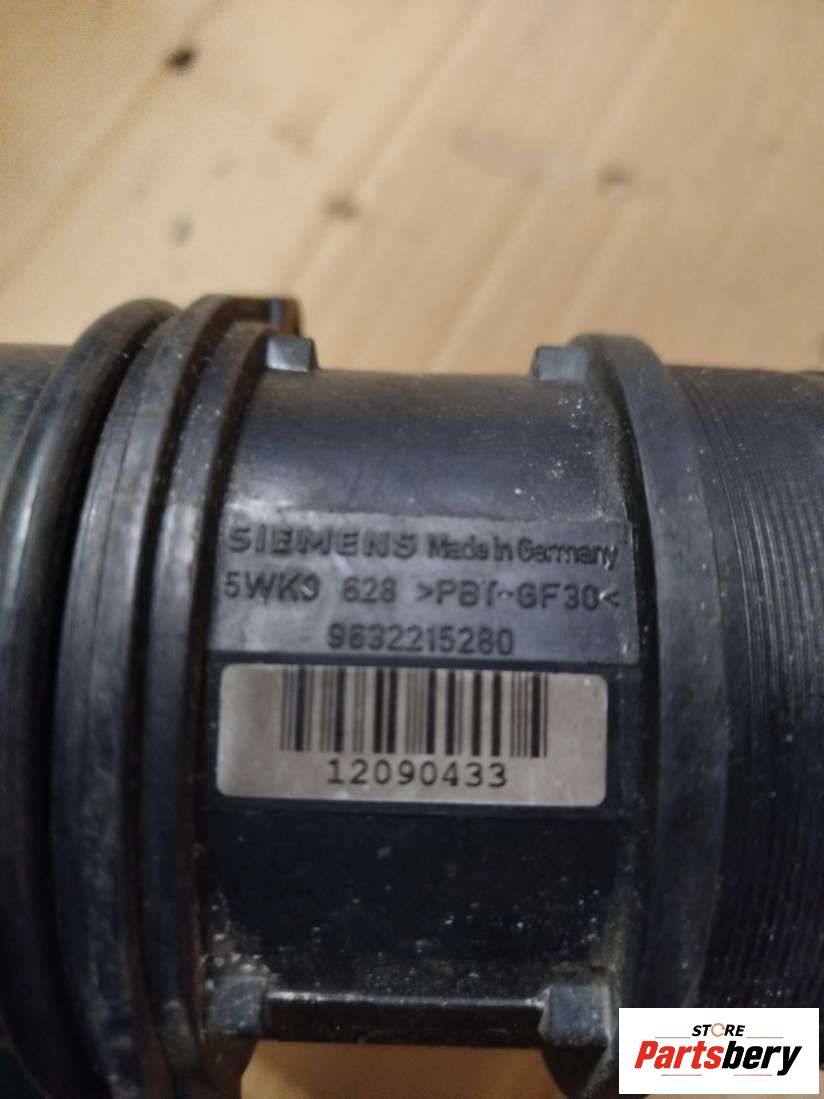 SIEMENS Made in Germany
5WK9 628 >PBT-GF30<
9632215280
12090433
STORE
Partsbery